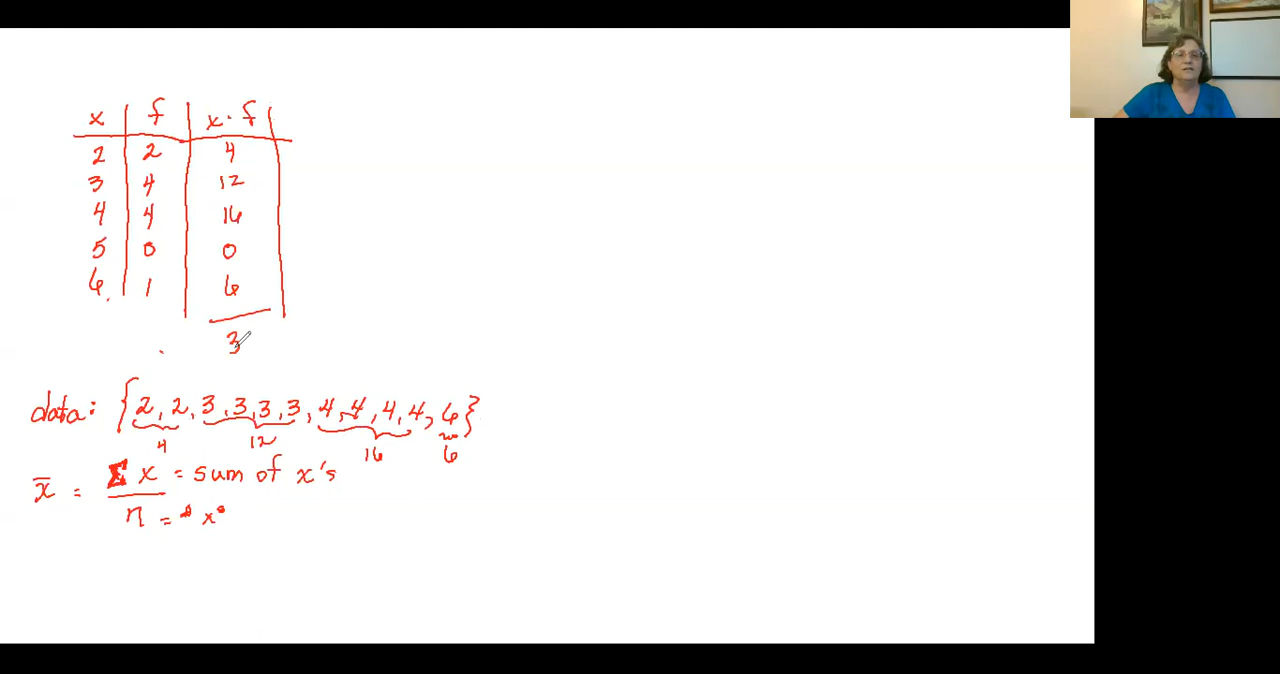 x f x · f
2 2 4
3 4 12
4 4 16
5 0 0
6 1 6
3
data: {2, 2, 3, 3, 3, 3, 4, 4, 4, 4, 6}
4 12 16 6
x̄ = Σ x = sum of x's
n = # x's